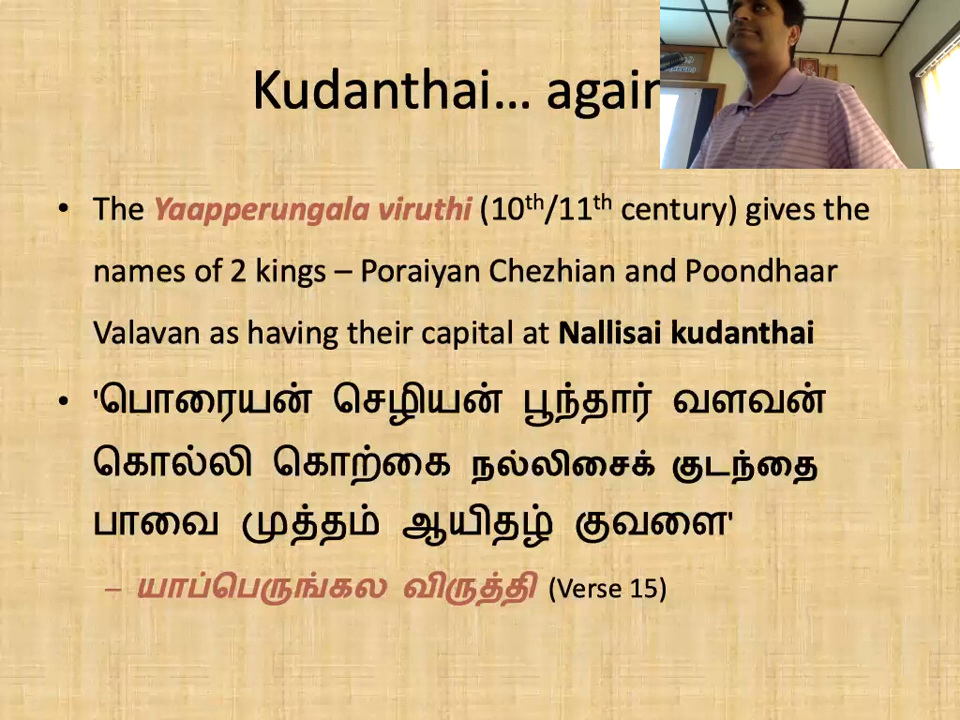 Kudanthai… again
• The Yaapperungala viruthi (10th/11th century) gives the
names of 2 kings – Poraiyan Chezhian and Poondhaar
Valavan as having their capital at Nallisai kudanthai
• 'பொரையன் செழியன் பூந்தார் வளவன்
கொல்லி கொற்கை நல்லிசைக் குடந்தை
பாவை முத்தம் ஆயிதழ் குவளை'
– யாப்பெருங்கல விருத்தி (Verse 15)